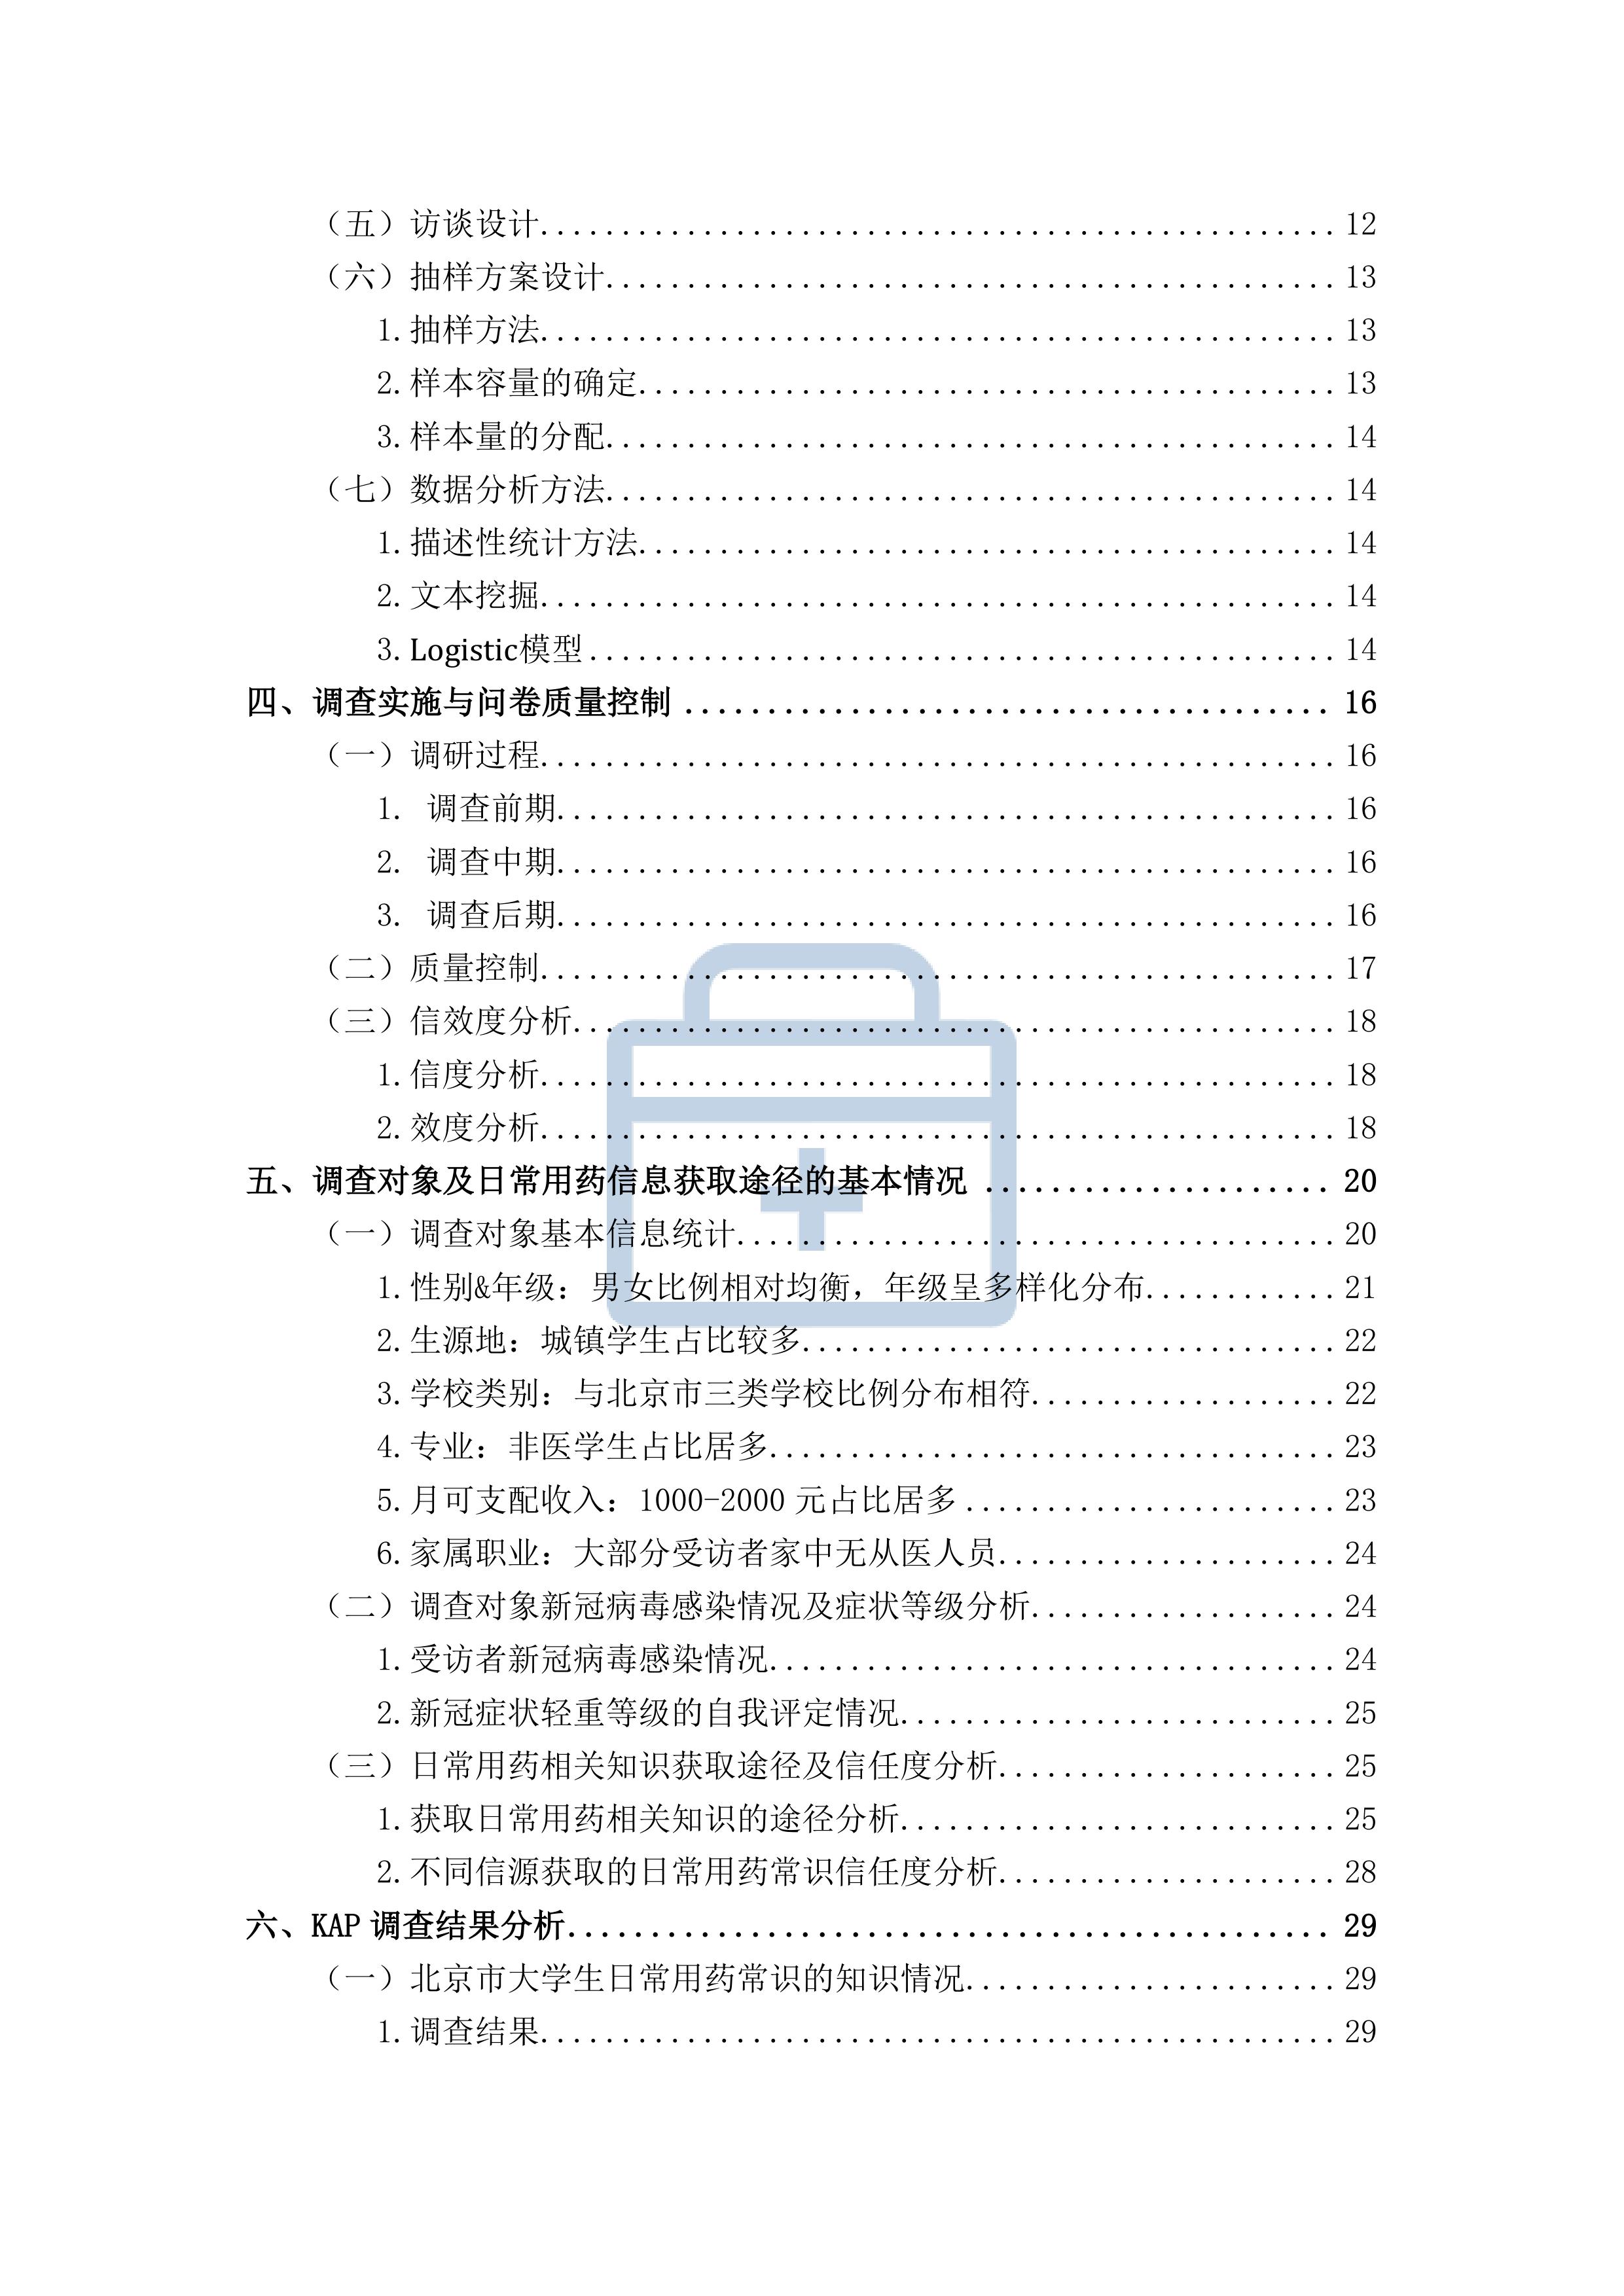 （五）访谈设计................................................12
（六）抽样方案设计............................................13
1.抽样方法................................................13
2.样本容量的确定..........................................13
3.样本量的分配............................................14
（七）数据分析方法............................................14
1.描述性统计方法..........................................14
2.文本挖掘................................................14
3.Logistic模型..............................................14
四、调查实施与问卷质量控制 ....................................... 16
（一）调研过程................................................16
1. 调查前期...............................................16
2. 调查中期...............................................16
3. 调查后期...............................................16
（二）质量控制................................................17
（三）信效度分析..............................................18
1.信度分析................................................18
2.效度分析................................................18
五、调查对象及日常用药信息获取途径的基本情况 ..................... 20
（一）调查对象基本信息统计....................................20
1.性别&年级：男女比例相对均衡，年级呈多样化分布............21
2.生源地：城镇学生占比较多.................................22
3.学校类别：与北京市三类学校比例分布相符...................22
4.专业：非医学生占比居多...................................23
5.月可支配收入：1000-2000 元占比居多.......................23
6.家属职业：大部分受访者家中无从医人员.....................24
（二）调查对象新冠病毒感染情况及症状等级分析...................24
1.受访者新冠病毒感染情况...................................24
2.新冠症状轻重等级的自我评定情况...........................25
（三）日常用药相关知识获取途径及信任度分析.....................25
1.获取日常用药相关知识的途径分析...........................25
2.不同信源获取的日常用药常识信任度分析.....................28
六、KAP 调查结果分析.............................................. 29
（一）北京市大学生日常用药常识的知识情况.......................29
1.调查结果.................................................29